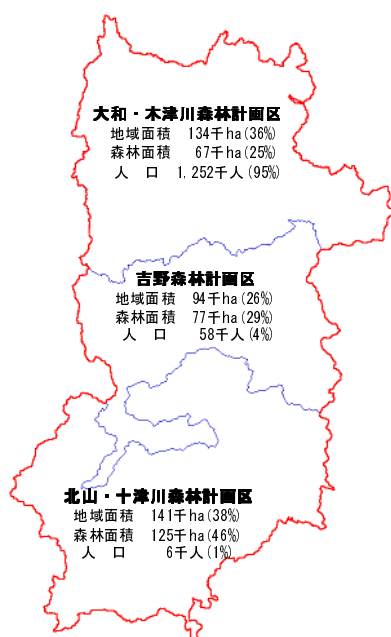 大和・木津川森林計画区
地域面積 134千ha(36%)
森林面積 67千ha(25%)
人 口 1,252千人(95%)
吉野森林計画区
地域面積 94千ha(26%)
森林面積 77千ha(29%)
人 口 58千人(4%)
北山・十津川森林計画区
地域面積 141千ha(38%)
森林面積 125千ha(46%)
人 口 6千人(1%)